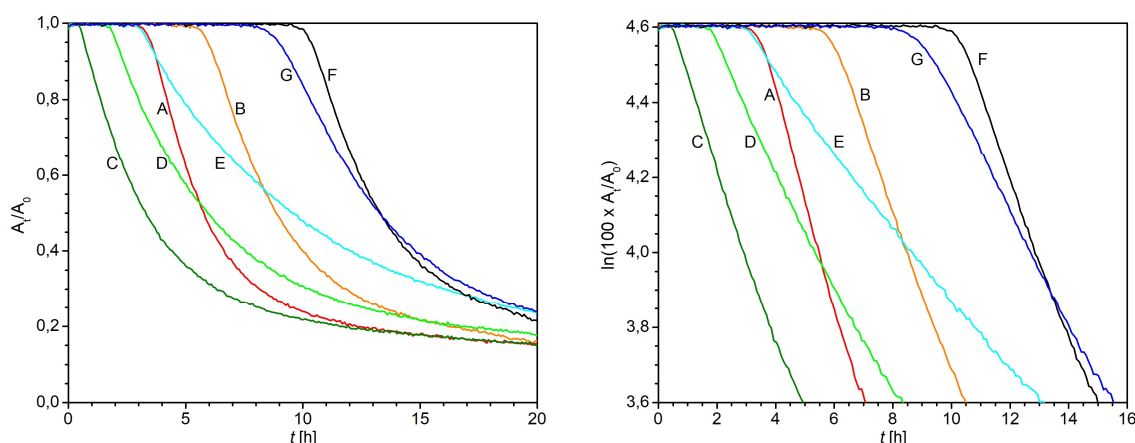 1,0
0,8
0,6
0,4
0,2
0,0
A_t/A_0
0 5 10 15 20
t [h]
A
B
C
D
E
F
G
4,6
4,4
4,2
4,0
3,8
3,6
ln(100 x A_t/A_0)
0 2 4 6 8 10 12 14 16
t [h]
A
B
C
D
E
F
G